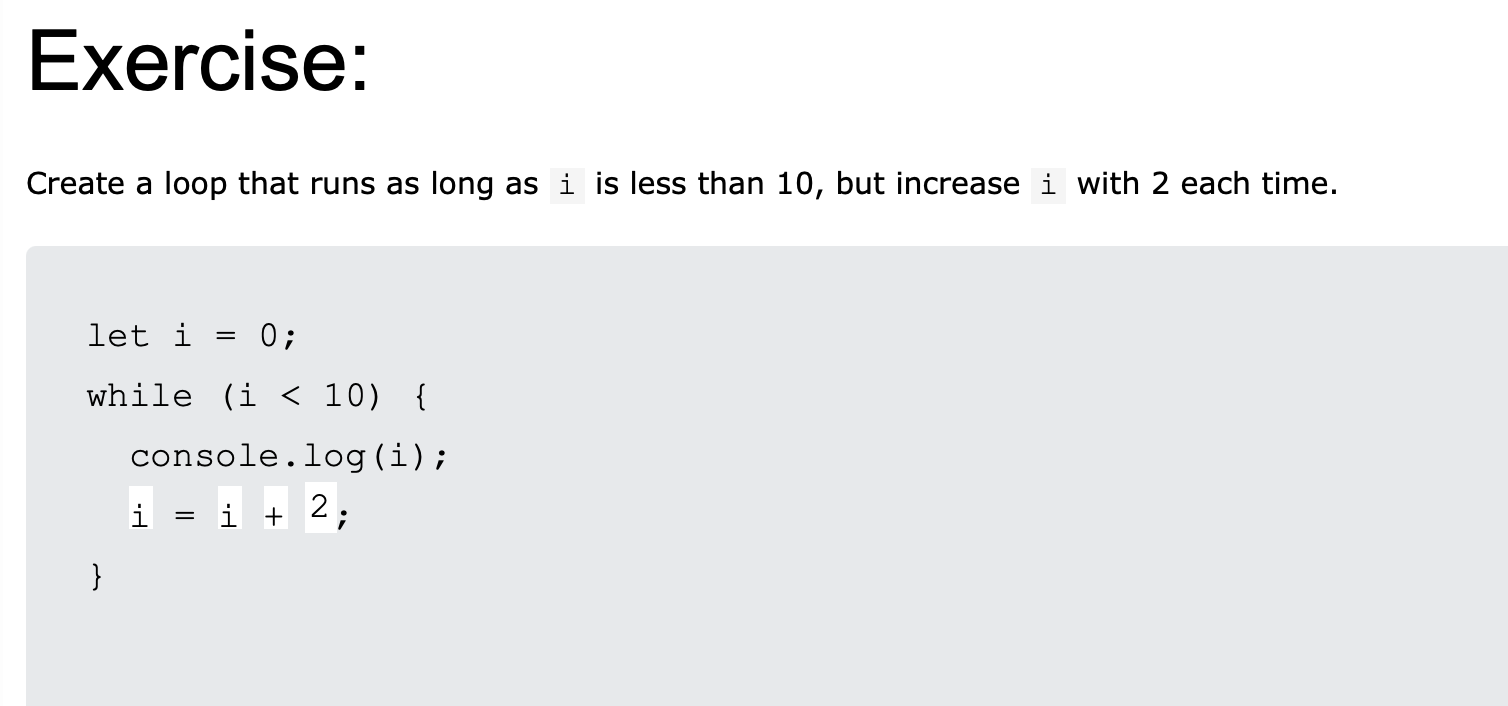 Exercise:
Create a loop that runs as long as i is less than 10, but increase i with 2 each time.
let i = 0;
while (i < 10) {
  console.log(i);
  i = i + 2;
}